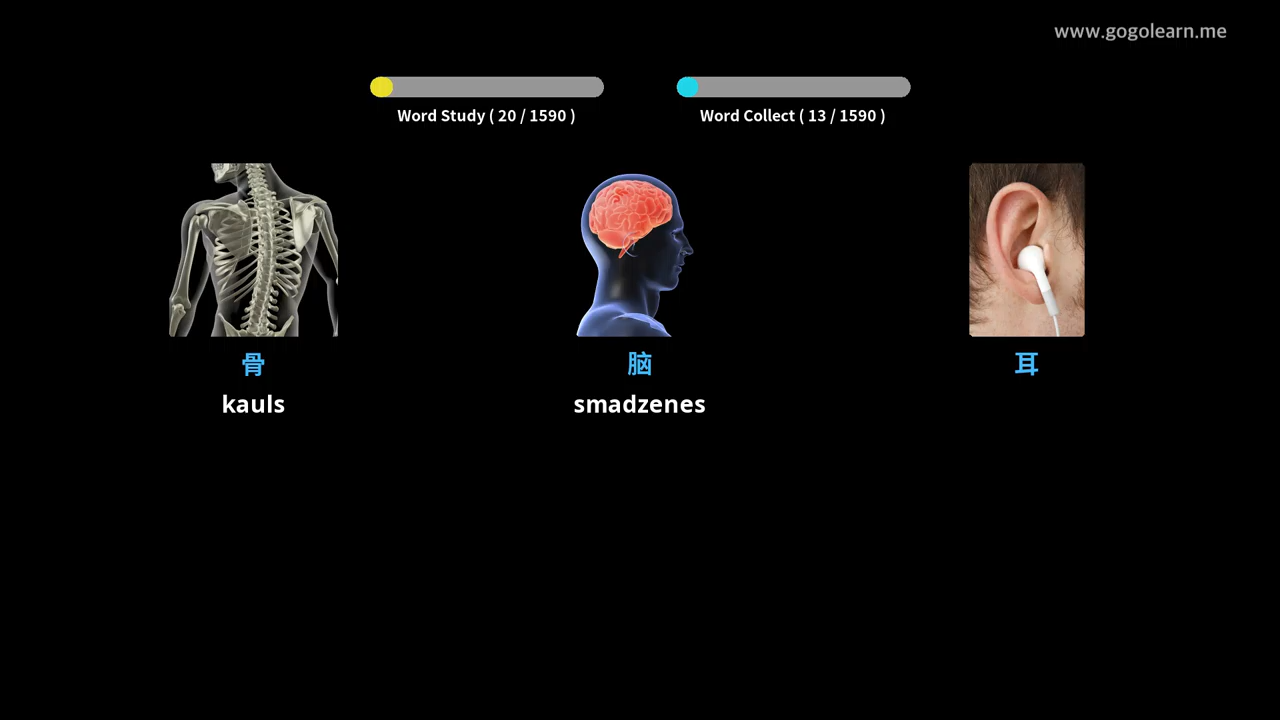 www.gogolearn.me
Word Study ( 20 / 1590 )
Word Collect ( 13 / 1590 )
骨
脑
耳
kauls
smadzenes